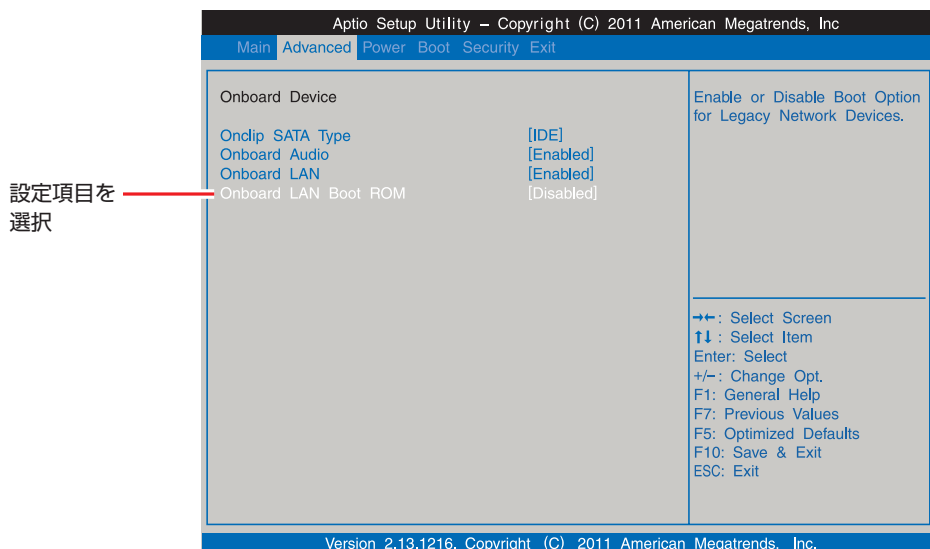 Aptio Setup Utility – Copyright (C) 2011 American Megatrends, Inc
Main Advanced Power Boot Security Exit
Onboard Device
Onclip SATA Type [IDE]
Onboard Audio [Enabled]
Onboard LAN [Enabled]
Onboard LAN Boot ROM [Disabled]
設定項目を
選択
Enable or Disable Boot Option
for Legacy Network Devices.
→←: Select Screen
↑↓: Select Item
Enter: Select
+/−: Change Opt.
F1: General Help
F7: Previous Values
F5: Optimized Defaults
F10: Save & Exit
ESC: Exit
Version 2.13.1216. Copyright (C) 2011 American Megatrends, Inc.